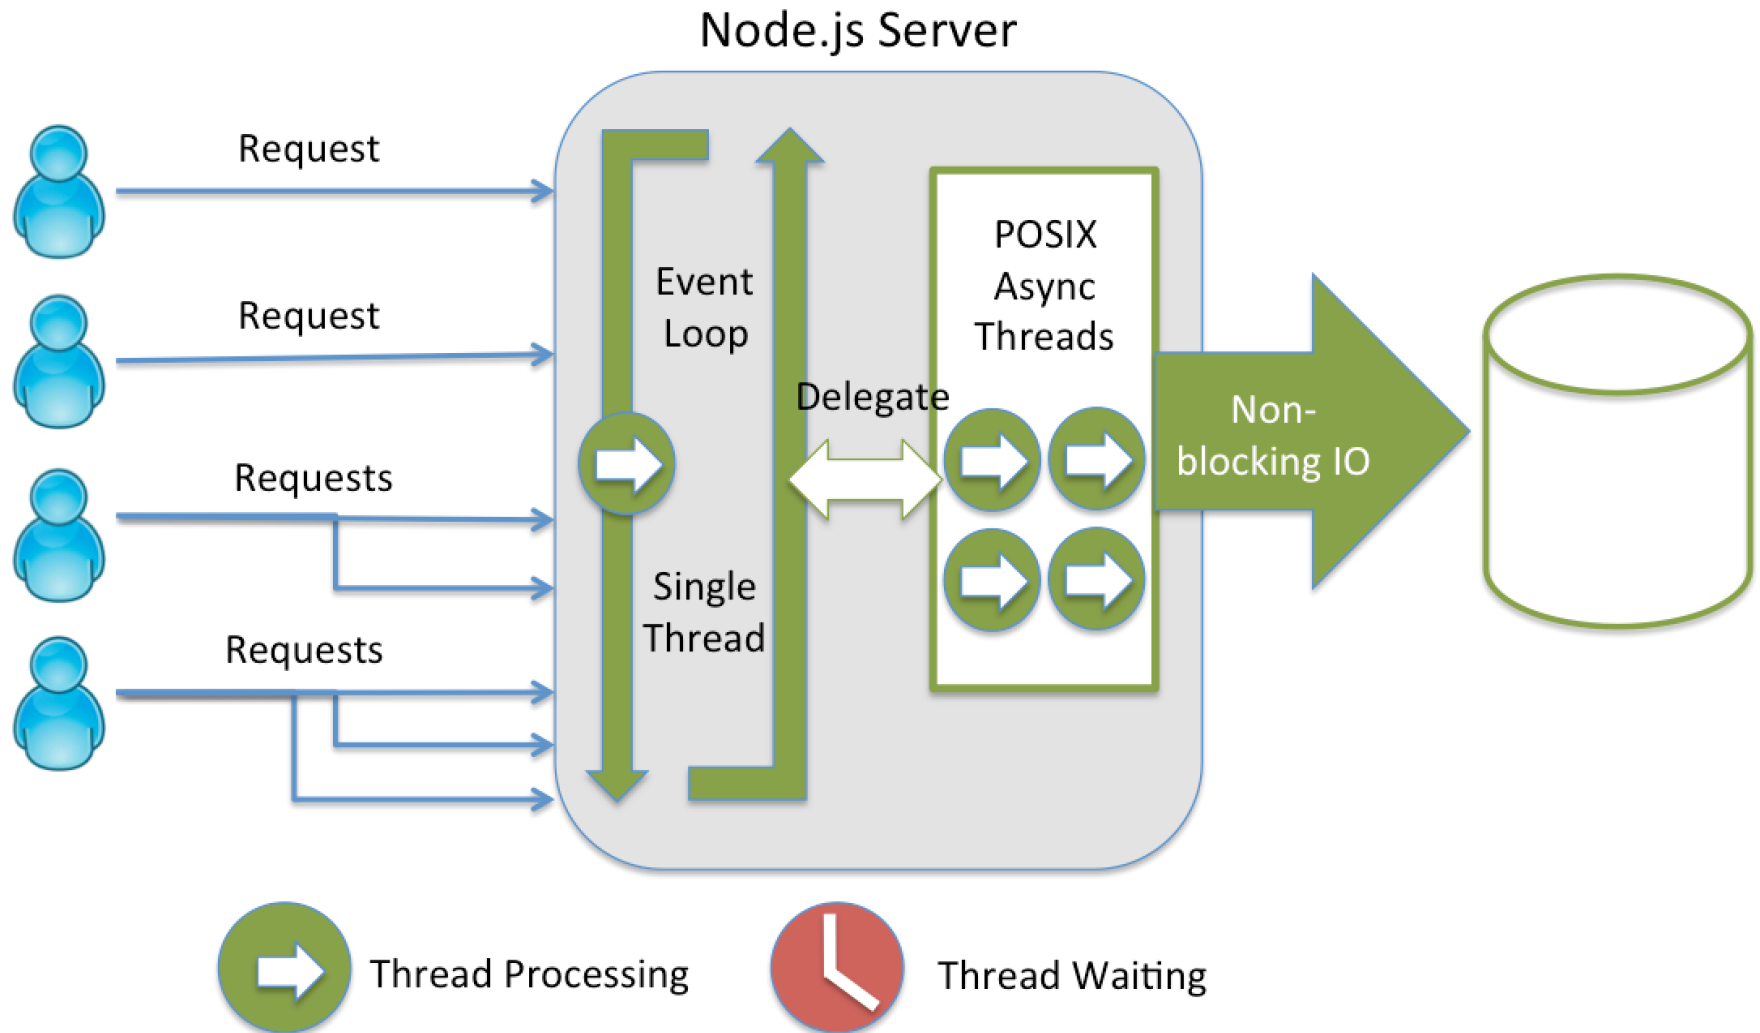 Node.js Server
Request
Request
Requests
Requests
Event
Loop
Single
Thread
Delegate
POSIX
Async
Threads
Non-
blocking IO
Thread Processing
Thread Waiting